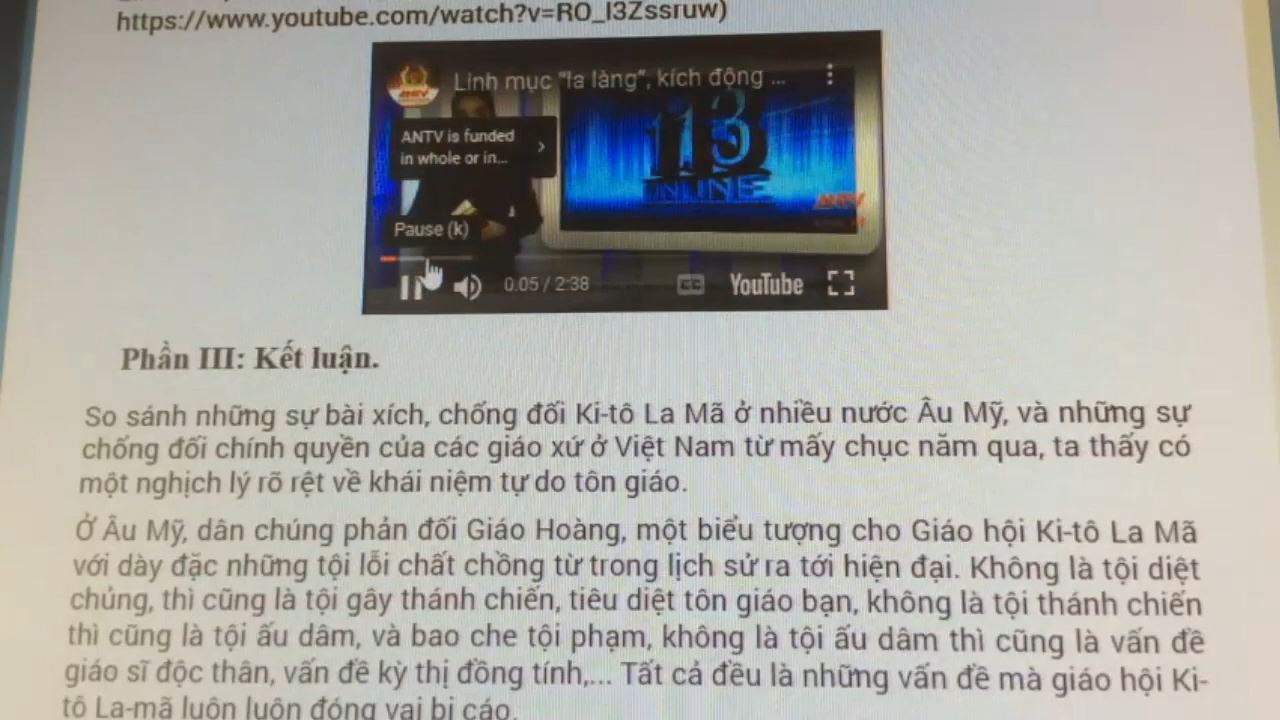 https://www.youtube.com/watch?v=RO_I3Zssruw)
Linh mục "la làng", kích động ...
ANTV is funded
in whole or in...
113
ONLINE
ANTV
Pause (k)
0:05 / 2:38
CC
YouTube
Phần III: Kết luận.
So sánh những sự bài xích, chống đối Ki-tô La Mã ở nhiều nước Âu Mỹ, và những sự
chống đối chính quyền của các giáo xứ ở Việt Nam từ mấy chục năm qua, ta thấy có
một nghịch lý rõ rệt về khái niệm tự do tôn giáo.
Ở Âu Mỹ, dân chúng phản đối Giáo Hoàng, một biểu tượng cho Giáo hội Ki-tô La Mã
với dày đặc những tội lỗi chất chồng từ trong lịch sử ra tới hiện đại. Không là tội diệt
chủng, thì cũng là tội gây thánh chiến, tiêu diệt tôn giáo bạn, không là tội thánh chiến
thì cũng là tội ấu dâm, và bao che tội phạm, không là tội ấu dâm thì cũng là vấn đề
giáo sĩ độc thân, vấn đề kỳ thị đồng tính,... Tất cả đều là những vấn đề mà giáo hội Ki-
tô La-mã luôn luôn đóng vai bị cáo.